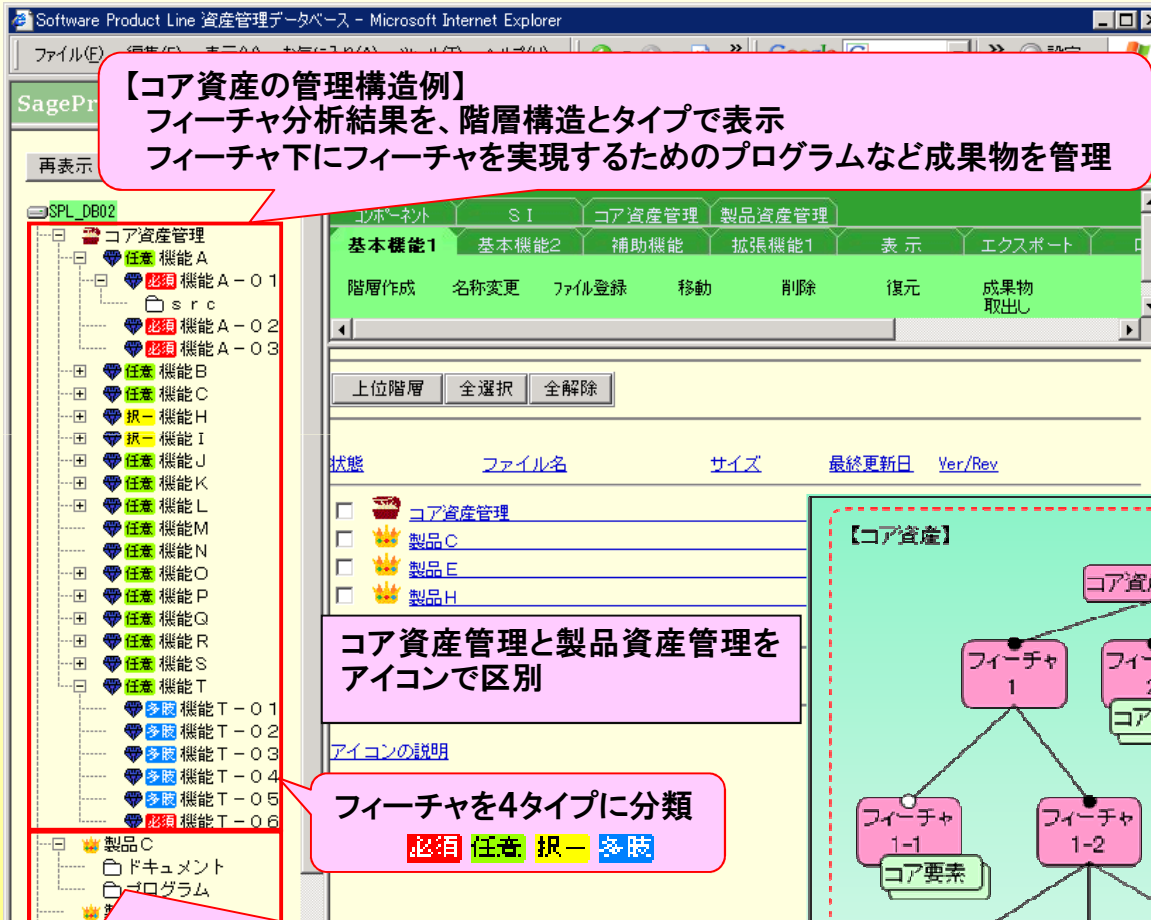 Software Product Line 資産管理データベース - Microsoft Internet Explorer
ファイル(F)
【コア資産の管理構造例】
フィーチャ分析結果を、階層構造とタイプで表示
フィーチャ下にフィーチャを実現するためのプログラムなど成果物を管理
SagePr
再表示
SPL_DB02
コア資産管理
任意 機能A
必須 機能A-01
src
必須 機能A-02
必須 機能A-03
任意 機能B
任意 機能C
択一 機能H
択一 機能I
任意 機能J
任意 機能K
任意 機能L
任意 機能M
任意 機能N
任意 機能O
任意 機能P
任意 機能Q
任意 機能R
任意 機能S
任意 機能T
多肢 機能T-01
多肢 機能T-02
多肢 機能T-03
多肢 機能T-04
多肢 機能T-05
必須 機能T-06
製品C
ドキュメント
プログラム
コンポーネント SI コア資産管理 製品資産管理
基本機能1 基本機能2 補助機能 拡張機能1 表示 エクスポート
階層作成 名称変更 ファイル登録 移動 削除 復元 成果物
取出し
上位階層 全選択 全解除
状態 ファイル名 サイズ 最終更新日 Ver/Rev
コア資産管理
製品C
製品E
製品H
コア資産管理と製品資産管理を
アイコンで区別
アイコンの説明
フィーチャを4タイプに分類
必須 任意 択一 多肢
【コア資産】
コア資
フィーチャ
1
フィーチャ
1-1
コア要素
フィーチャ
1-2